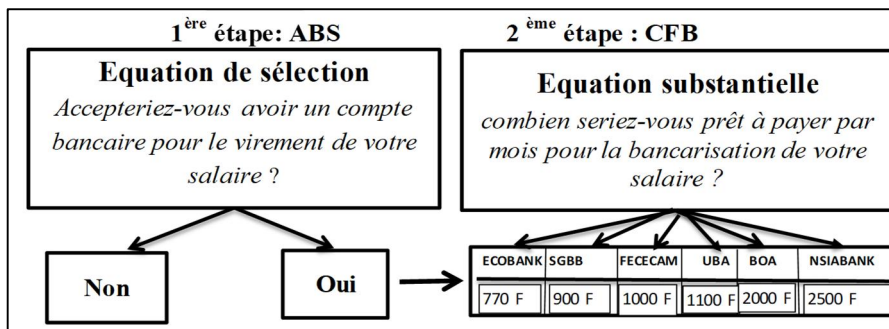 1ère étape: ABS
Equation de sélection
Accepteriez-vous avoir un compte
bancaire pour le virement de votre
salaire ?
Non
Oui
2 ème étape : CFB
Equation substantielle
combien seriez-vous prêt à payer par
mois pour la bancarisation de votre
salaire ?
ECOBANK SGBB FECECAM UBA BOA NSIABANK
770 F 900 F 1000 F 1100 F 2000 F 2500 F